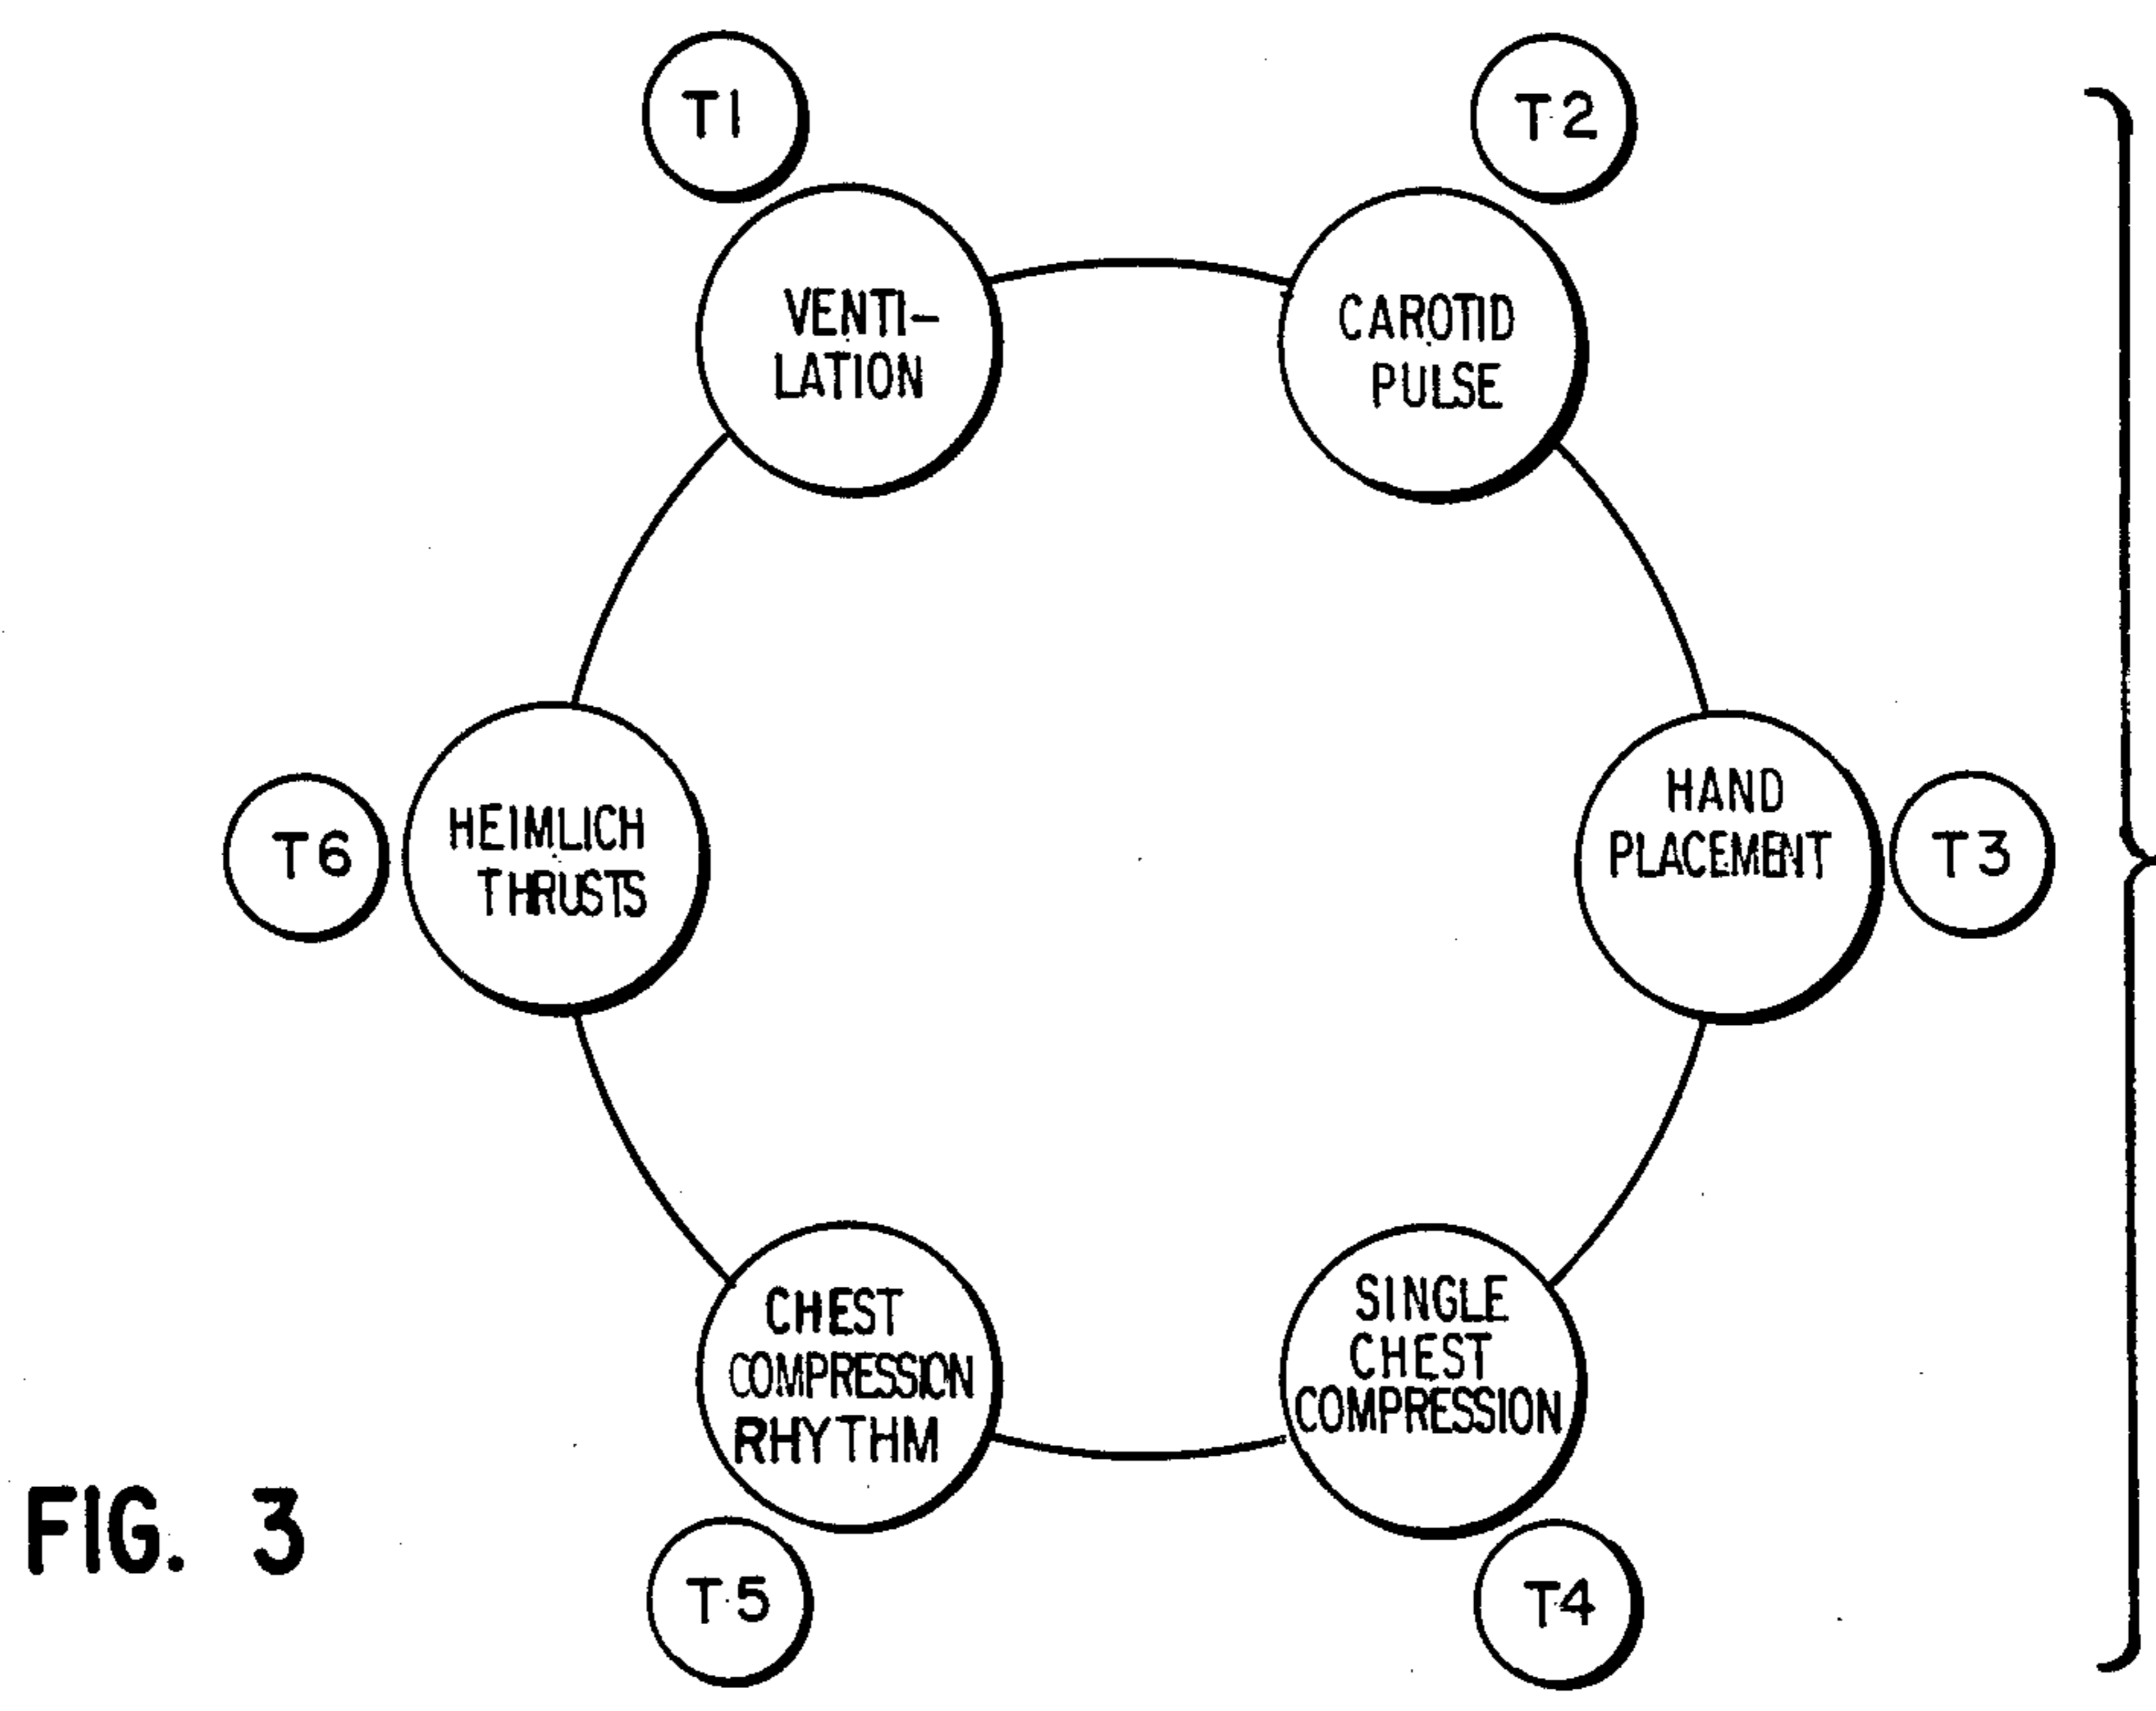 T1
T2
VENTI-
LATION
CAROTID
PULSE
HEIMLICH
THRUSTS
T6
HAND
PLACEMENT
T3
CHEST
COMPRESSION
RHYTHM
SINGLE
CHEST
COMPRESSION
T5
T4
FIG. 3